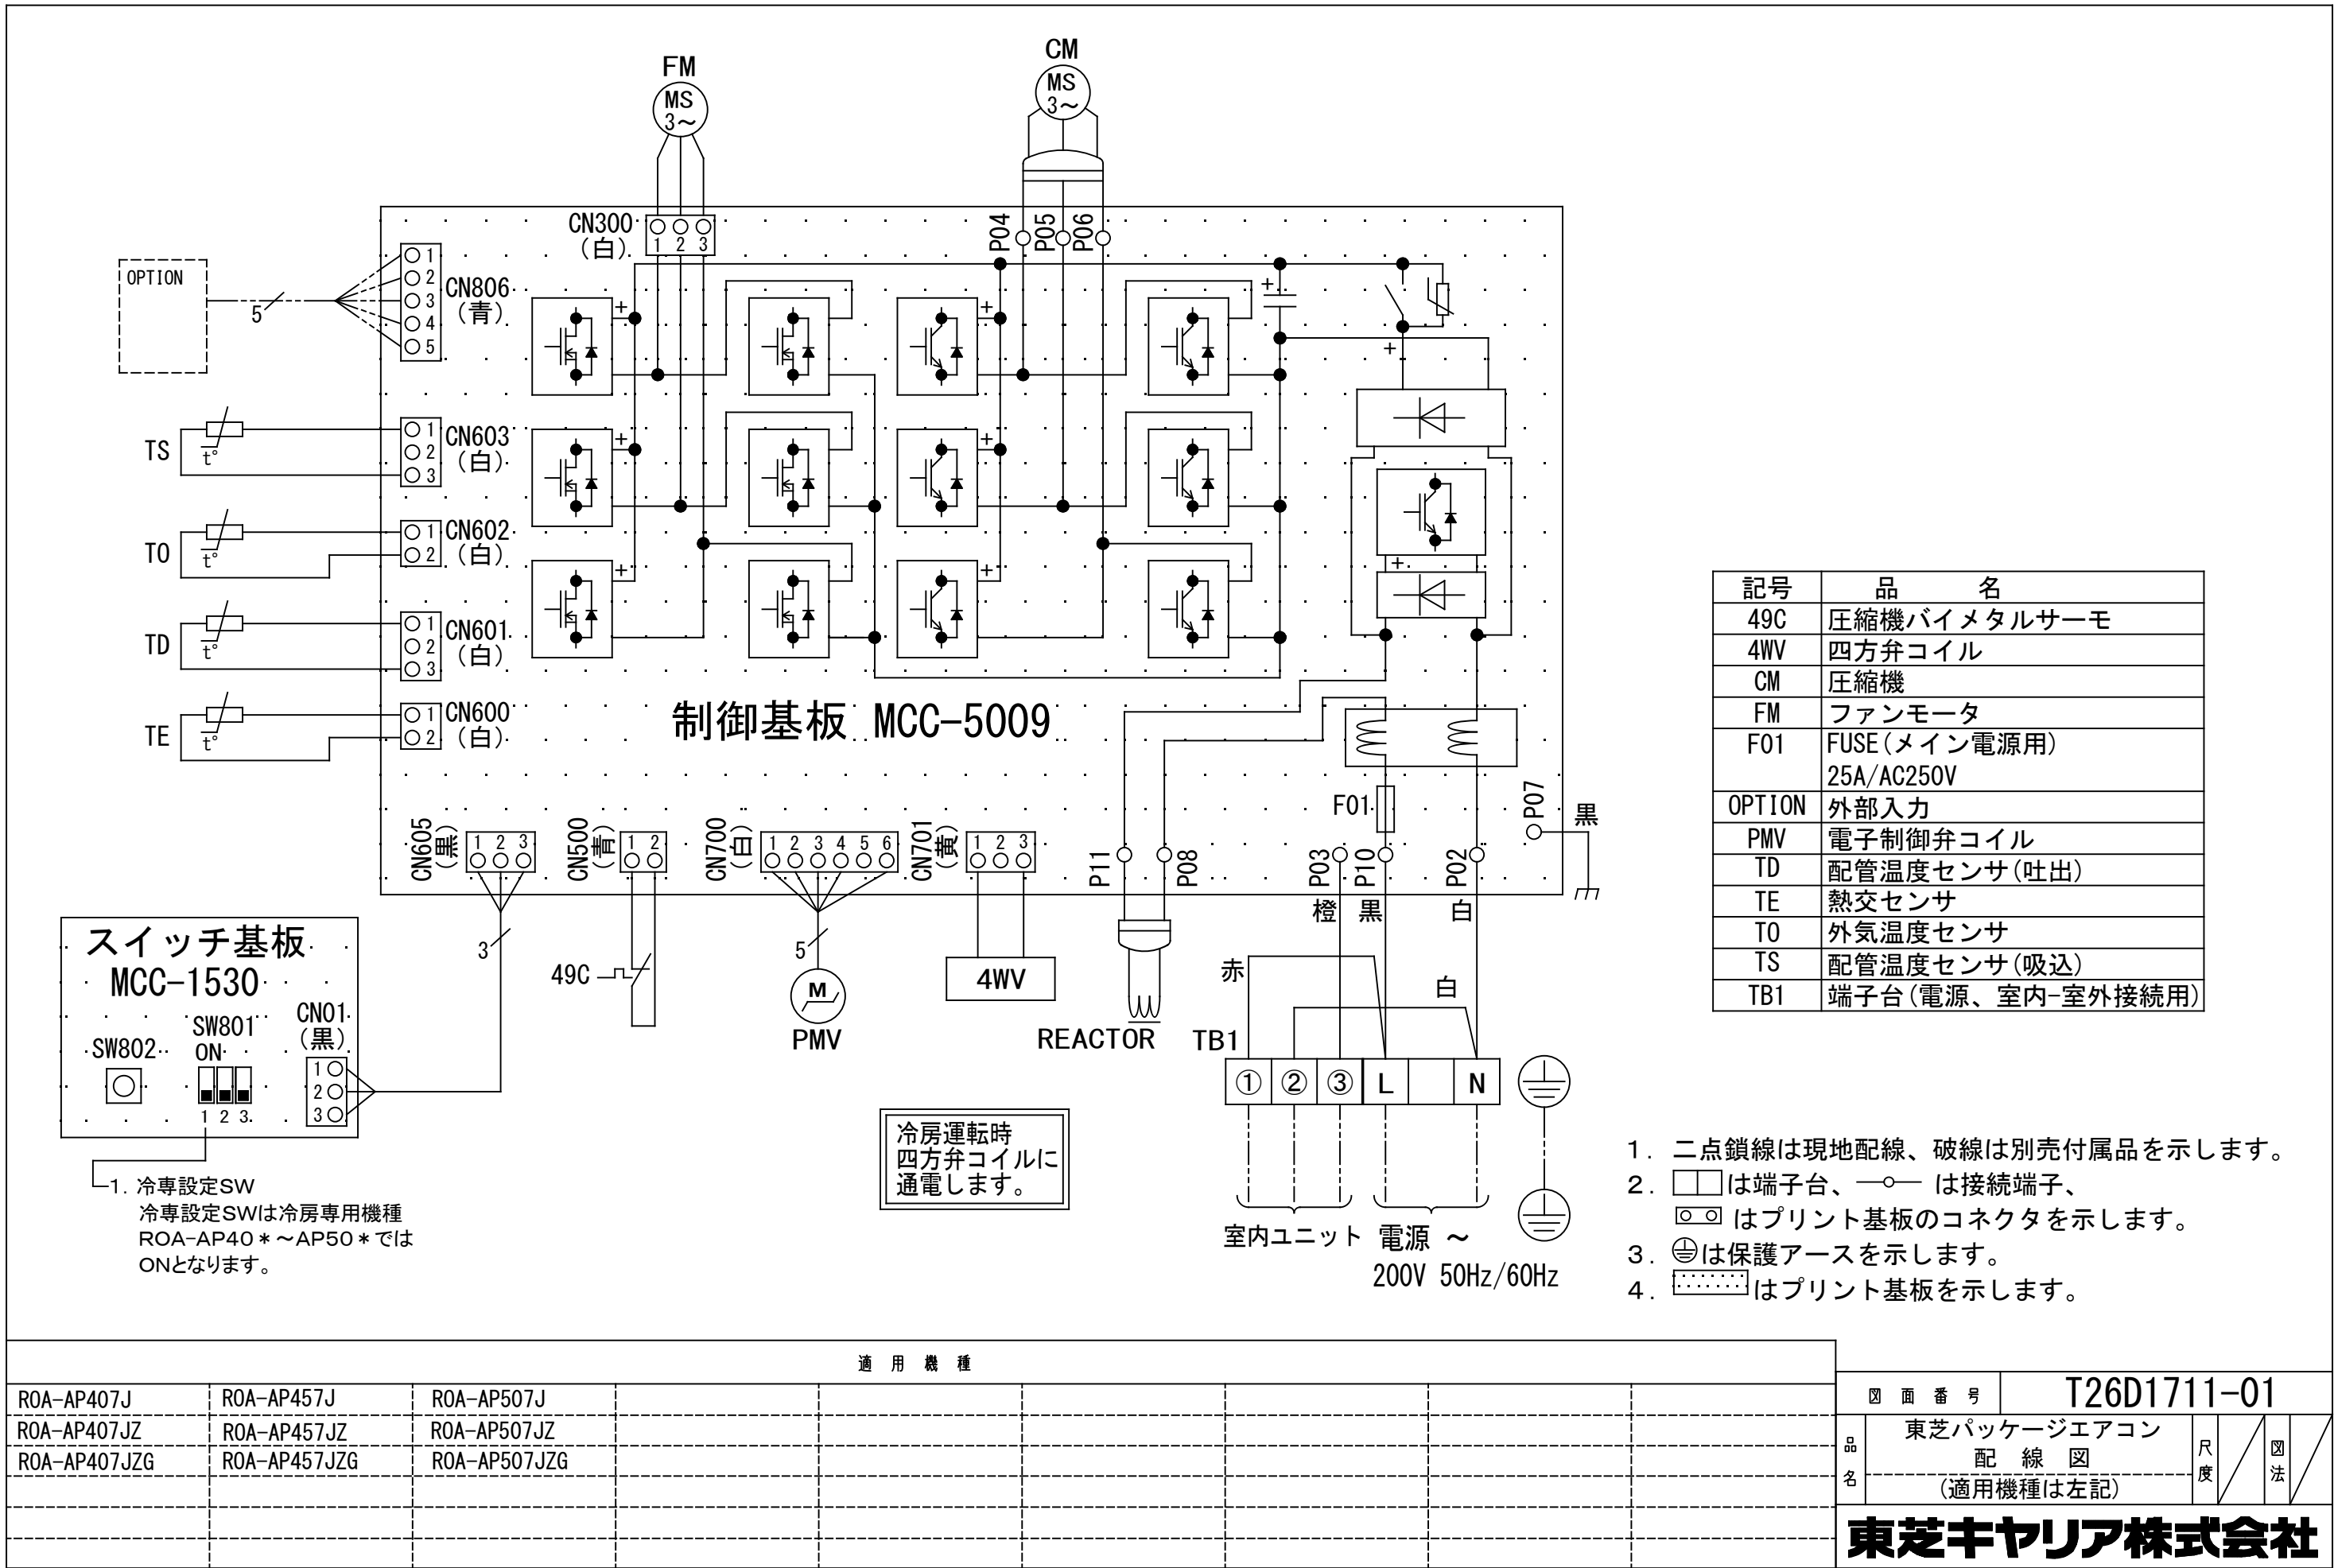 FM
MS
3～
CM
MS
3～
CN300
(白)
1 2 3
P04
P05
P06
OPTION
5
1
2
3
4
5
CN806
(青)
+
+
+
+
TS
t°
1
2
3
CN603
(白)
+
+
TO
t°
1
2
CN602
(白)
+
+
+
TD
t°
1
2
3
CN601
(白)
TE
t°
1
2
CN600
(白)
制御基板 MCC-5009
F01
P07
黒
CN605
(黒)
1 2 3
CN500
(青)
1 2
CN700
(白)
1 2 3 4 5 6
CN701
(黄)
1 2 3
P11
P08
P03
P10
P02
橙
黒
白
3
49C
5
M
PMV
4WV
REACTOR
赤
白
TB1
① ② ③ L N
室内ユニット
電源 ～
200V 50Hz/60Hz
スイッチ基板
MCC-1530
SW802
SW801
ON
1 2 3
CN01
(黒)
1
2
3
1. 冷専設定SW
冷専設定SWは冷房専用機種
ROA-AP40＊～AP50＊では
ONとなります。
冷房運転時
四方弁コイルに
通電します。
記号 品名
49C 圧縮機バイメタルサーモ
4WV 四方弁コイル
CM 圧縮機
FM ファンモータ
F01 FUSE(メイン電源用)
25A/AC250V
OPTION 外部入力
PMV 電子制御弁コイル
TD 配管温度センサ(吐出)
TE 熱交センサ
TO 外気温度センサ
TS 配管温度センサ(吸込)
TB1 端子台(電源、室内-室外接続用)
1. 二点鎖線は現地配線、破線は別売付属品を示します。
2. は端子台、 は接続端子、
はプリント基板のコネクタを示します。
3. は保護アースを示します。
4. はプリント基板を示します。
適用機種
ROA-AP407J ROA-AP457J ROA-AP507J
ROA-AP407JZ ROA-AP457JZ ROA-AP507JZ
ROA-AP407JZG ROA-AP457JZG ROA-AP507JZG
図面番号 T26D1711-01
品名
東芝パッケージエアコン
配線図
(適用機種は左記)
尺度
図法
東芝キヤリア株式会社